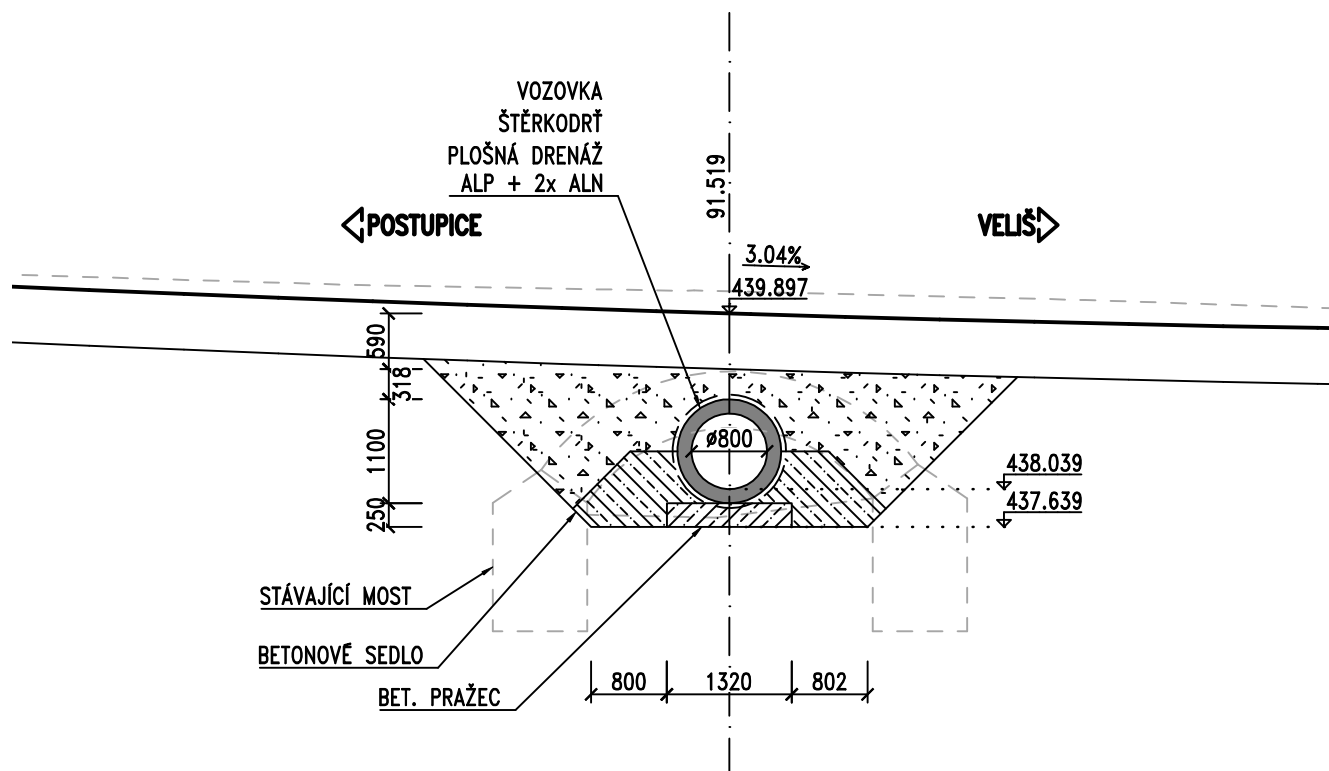 VOZOVKA
ŠTĚRKODRŤ
PLOŠNÁ DRENÁŽ
ALP + 2x ALN
91.519
POSTUPICE
VELIŠ
3.04%
439.897
590
318
1100
250
ø800
438.039
437.639
STÁVAJÍCÍ MOST
BETONOVÉ SEDLO
BET. PRAŽEC
800
1320
802